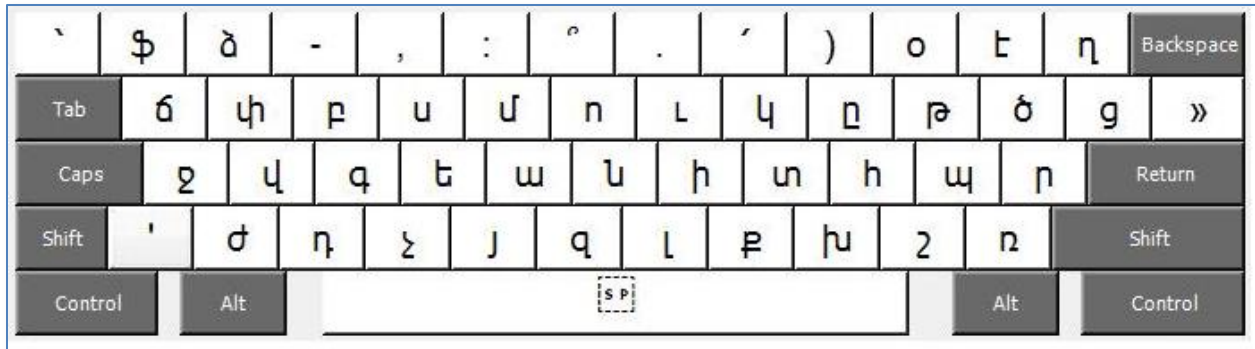 ՝ ֆ ձ - , : ՞ . ՛ ) օ է ղ Backspace
Tab ճ փ բ ս մ ո ւ կ ը թ ծ ց »
Caps ջ վ գ ե ա ն ի տ հ պ ր Return
Shift ' ժ դ չ յ զ լ ք խ շ ռ Shift
Control Alt SP Alt Control